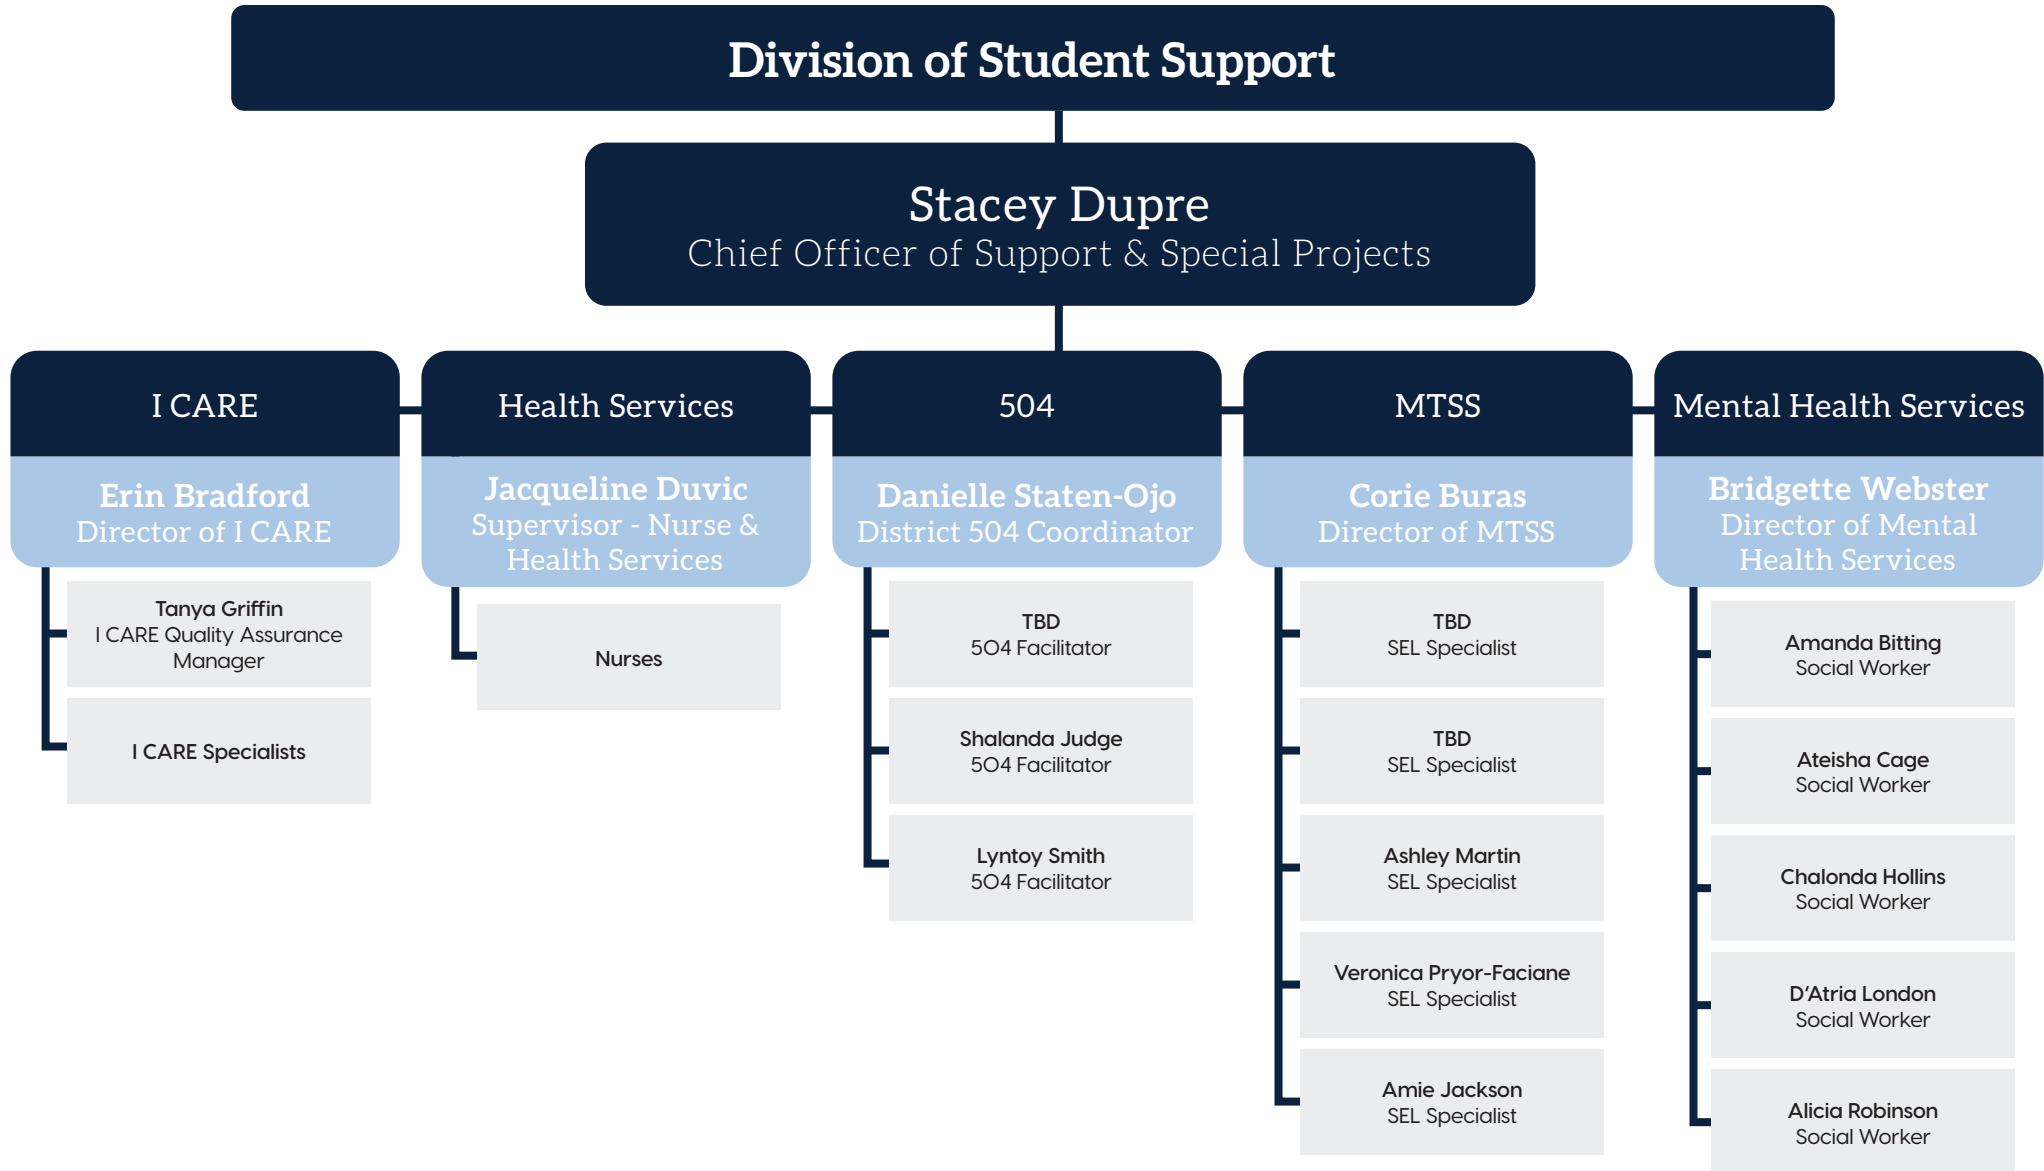 Division of Student Support
Stacey Dupre
Chief Officer of Support & Special Projects
I CARE
Erin Bradford
Director of I CARE
Tanya Griffin
I CARE Quality Assurance
Manager
I CARE Specialists
Health Services
Jacqueline Duvic
Supervisor - Nurse &
Health Services
Nurses
504
Danielle Staten-Ojo
District 504 Coordinator
TBD
504 Facilitator
Shalanda Judge
504 Facilitator
Lyntoy Smith
504 Facilitator
MTSS
Corie Buras
Director of MTSS
TBD
SEL Specialist
TBD
SEL Specialist
Ashley Martin
SEL Specialist
Veronica Pryor-Faciane
SEL Specialist
Amie Jackson
SEL Specialist
Mental Health Services
Bridgette Webster
Director of Mental
Health Services
Amanda Bitting
Social Worker
Ateisha Cage
Social Worker
Chalonda Hollins
Social Worker
D'Atria London
Social Worker
Alicia Robinson
Social Worker